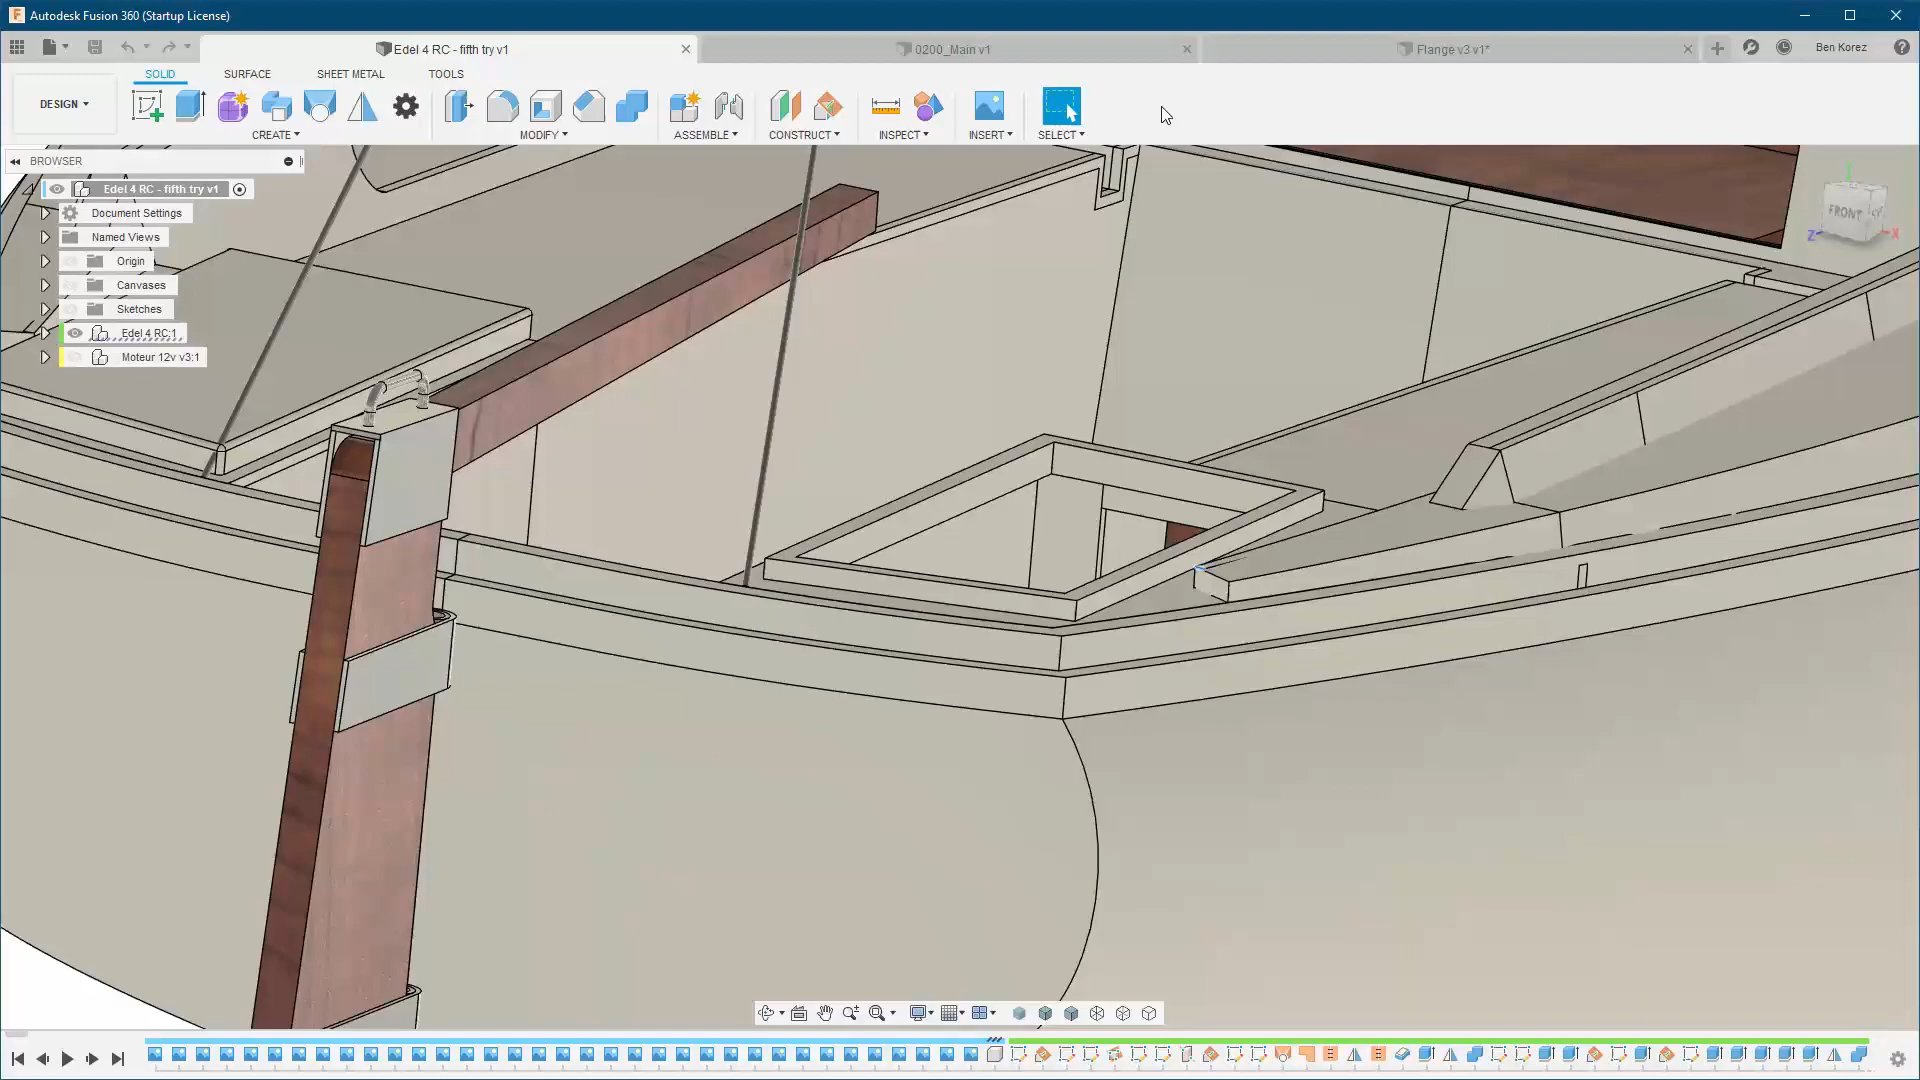 Autodesk Fusion 360 (Startup License)
Edel 4 RC - fifth try v1
0200_Main v1
Flange v3 v1*
Ben Korez
SOLID
SURFACE
SHEET METAL
TOOLS
DESIGN
CREATE
MODIFY
ASSEMBLE
CONSTRUCT
INSPECT
INSERT
SELECT
BROWSER
Edel 4 RC - fifth try v1
Document Settings
Named Views
Origin
Canvases
Sketches
Edel 4 RC:1
Moteur 12v v3:1
FRONT
Z
X